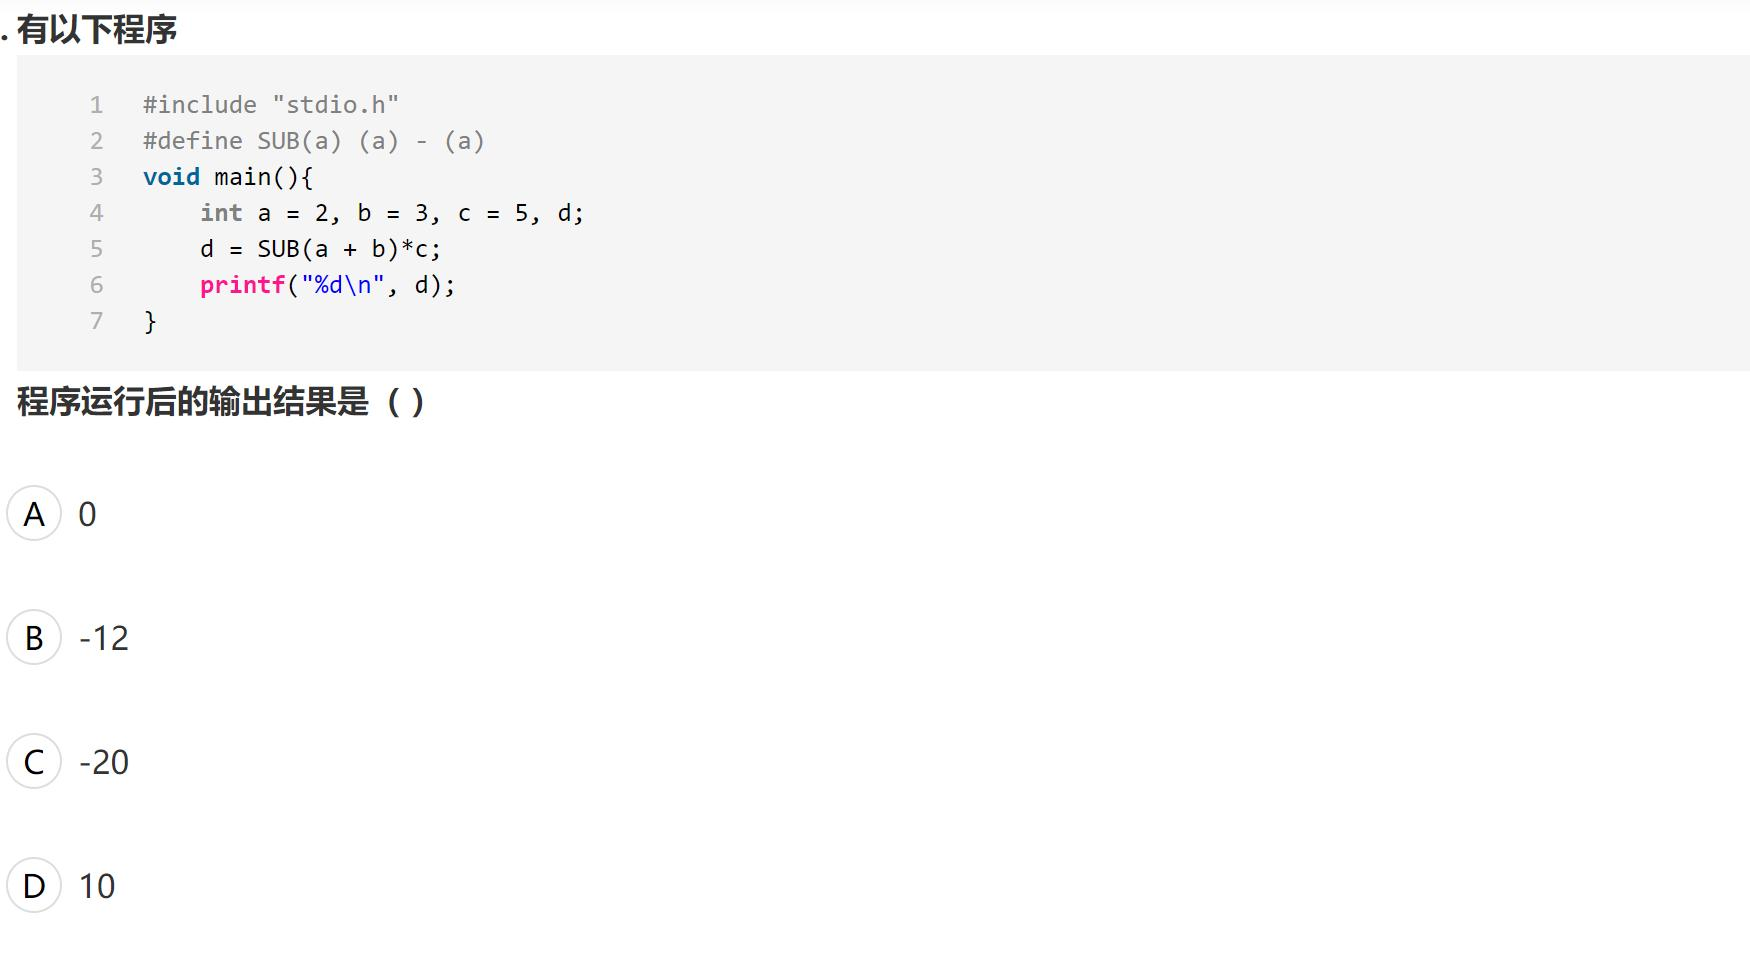 . 有以下程序
1 #include "stdio.h"
2 #define SUB(a) (a) - (a)
3 void main(){
4     int a = 2, b = 3, c = 5, d;
5     d = SUB(a + b)*c;
6     printf("%d\n", d);
7 }
程序运行后的输出结果是（ ）
A 0
B -12
C -20
D 10